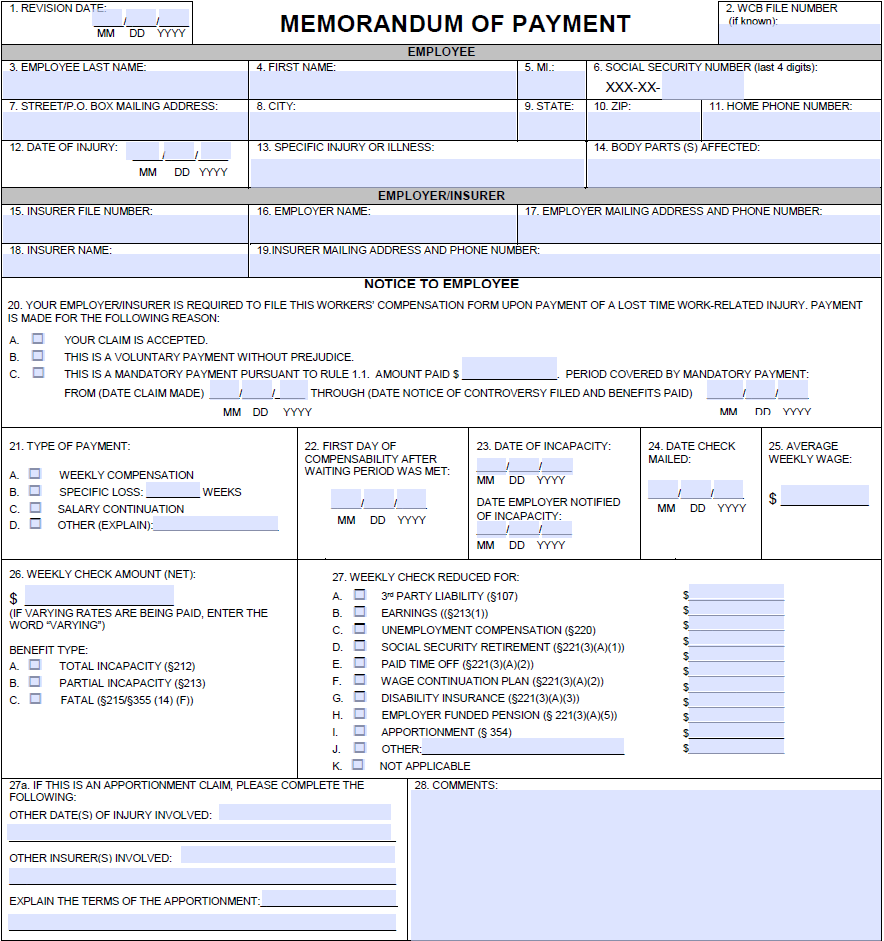 1. REVISION DATE:
/ /
MM DD YYYY
MEMORANDUM OF PAYMENT
2. WCB FILE NUMBER
(if known):
EMPLOYEE
3. EMPLOYEE LAST NAME:
4. FIRST NAME:
5. MI.:
6. SOCIAL SECURITY NUMBER (last 4 digits):
XXX-XX-
7. STREET/P.O. BOX MAILING ADDRESS:
8. CITY:
9. STATE:
10. ZIP:
11. HOME PHONE NUMBER:
12. DATE OF INJURY: / /
MM DD YYYY
13. SPECIFIC INJURY OR ILLNESS:
14. BODY PARTS (S) AFFECTED:
EMPLOYER/INSURER
15. INSURER FILE NUMBER:
16. EMPLOYER NAME:
17. EMPLOYER MAILING ADDRESS AND PHONE NUMBER:
18. INSURER NAME:
19.INSURER MAILING ADDRESS AND PHONE NUMBER:
NOTICE TO EMPLOYEE
20. YOUR EMPLOYER/INSURER IS REQUIRED TO FILE THIS WORKERS' COMPENSATION FORM UPON PAYMENT OF A LOST TIME WORK-RELATED INJURY. PAYMENT
IS MADE FOR THE FOLLOWING REASON:
A. YOUR CLAIM IS ACCEPTED.
B. THIS IS A VOLUNTARY PAYMENT WITHOUT PREJUDICE.
C. THIS IS A MANDATORY PAYMENT PURSUANT TO RULE 1.1. AMOUNT PAID $ . PERIOD COVERED BY MANDATORY PAYMENT:
FROM (DATE CLAIM MADE) / / THROUGH (DATE NOTICE OF CONTROVERSY FILED AND BENEFITS PAID) / /
MM DD YYYY MM DD YYYY
21. TYPE OF PAYMENT:
A. WEEKLY COMPENSATION
B. SPECIFIC LOSS: WEEKS
C. SALARY CONTINUATION
D. OTHER (EXPLAIN):
22. FIRST DAY OF
COMPENSABILITY AFTER
WAITING PERIOD WAS MET:
/ /
MM DD YYYY
23. DATE OF INCAPACITY:
/ /
MM DD YYYY
DATE EMPLOYER NOTIFIED
OF INCAPACITY:
/ /
MM DD YYYY
24. DATE CHECK
MAILED:
/ /
MM DD YYYY
25. AVERAGE
WEEKLY WAGE:
$
26. WEEKLY CHECK AMOUNT (NET):
$
(IF VARYING RATES ARE BEING PAID, ENTER THE
WORD “VARYING”)
BENEFIT TYPE:
A. TOTAL INCAPACITY (§212)
B. PARTIAL INCAPACITY (§213)
C. FATAL (§215/§355 (14) (F))
27. WEEKLY CHECK REDUCED FOR:
A. 3rd PARTY LIABILITY (§107) $
B. EARNINGS ((§213(1)) $
C. UNEMPLOYMENT COMPENSATION (§220) $
D. SOCIAL SECURITY RETIREMENT (§221(3)(A)(1)) $
E. PAID TIME OFF (§221(3)(A)(2)) $
F. WAGE CONTINUATION PLAN (§221(3)(A)(2)) $
G. DISABILITY INSURANCE (§221(3)(A)(3)) $
H. EMPLOYER FUNDED PENSION (§ 221(3)(A)(5)) $
I. APPORTIONMENT (§ 354) $
J. OTHER: $
K. NOT APPLICABLE $
27a. IF THIS IS AN APPORTIONMENT CLAIM, PLEASE COMPLETE THE
FOLLOWING:
OTHER DATE(S) OF INJURY INVOLVED:
OTHER INSURER(S) INVOLVED:
EXPLAIN THE TERMS OF THE APPORTIONMENT:
28. COMMENTS: